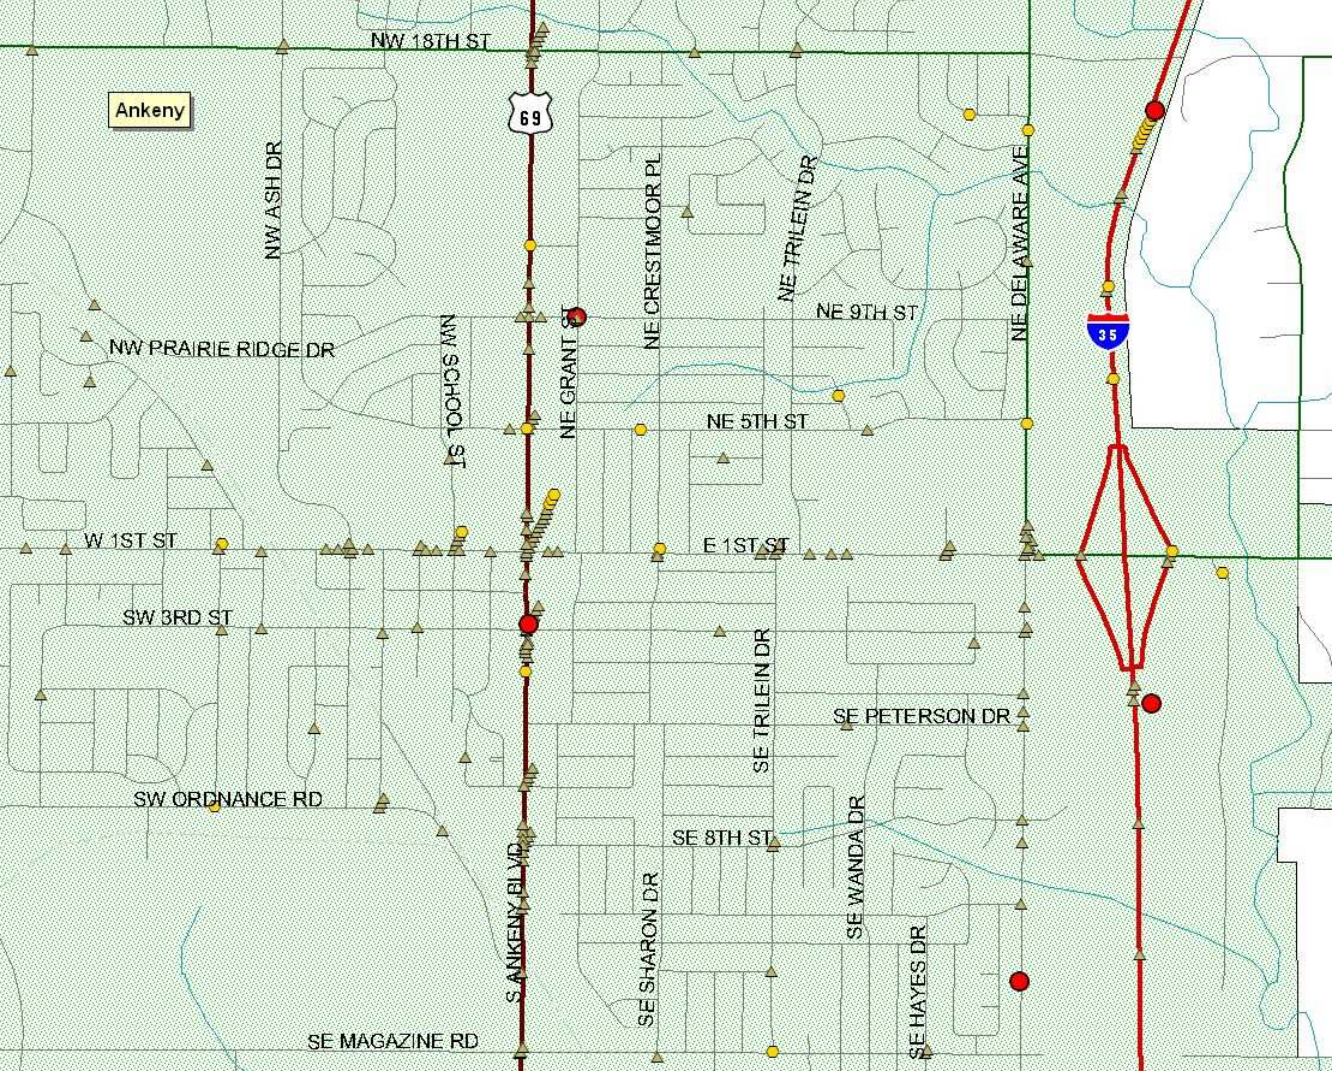 NW 18TH ST
Ankeny
69
NW ASH DR
NE CRESTMOOR PL
NE TRILEIN DR
NE DELAWARE AVE
NE 9TH ST
35
NW PRAIRIE RIDGE DR
NW SCHOOL ST
NE GRANT ST
NE 5TH ST
W 1ST ST
E 1ST ST
SW 3RD ST
SE TRILEIN DR
SE PETERSON DR
SW ORDNANCE RD
SE 8TH ST
SE WANDA DR
S ANKENY BLVD
SE SHARON DR
SE HAYES DR
SE MAGAZINE RD